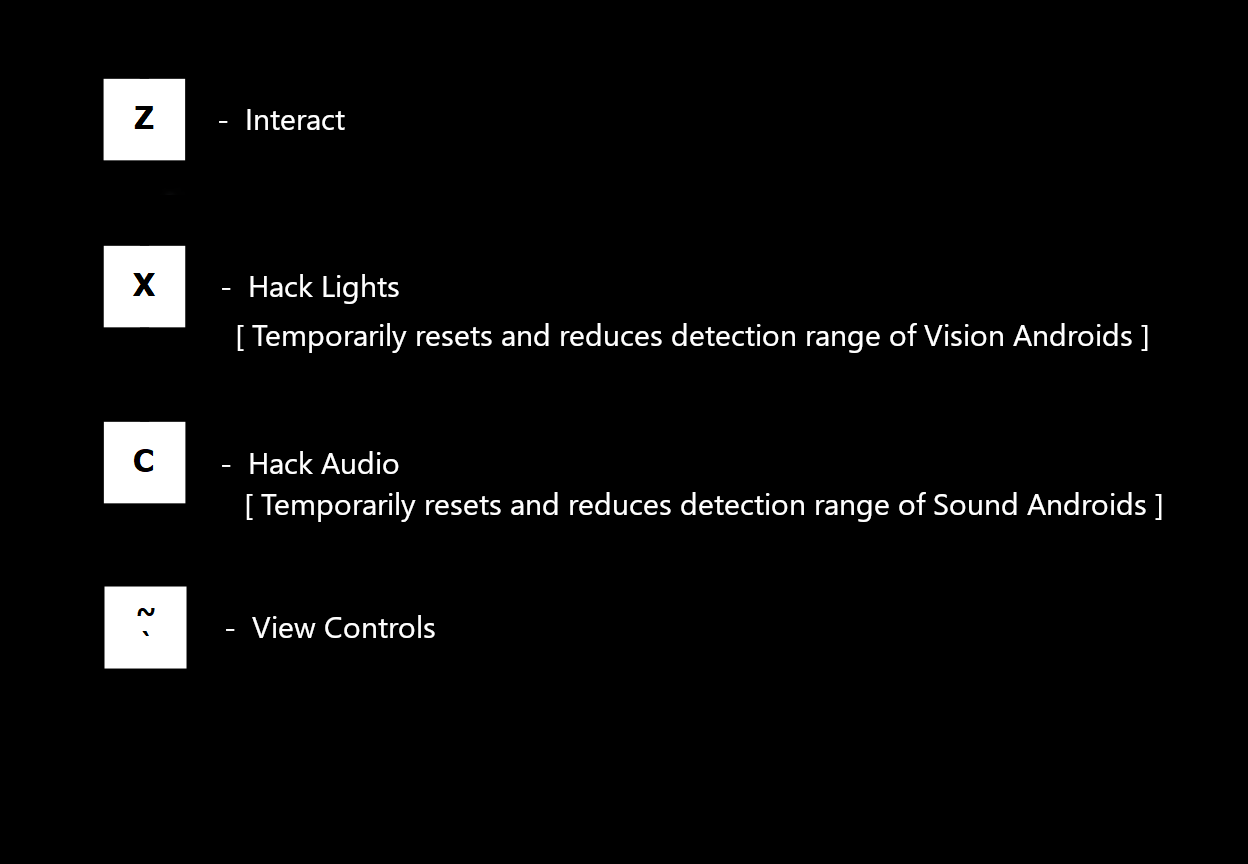 Z - Interact
X - Hack Lights
[ Temporarily resets and reduces detection range of Vision Androids ]
C - Hack Audio
[ Temporarily resets and reduces detection range of Sound Androids ]
~
` - View Controls